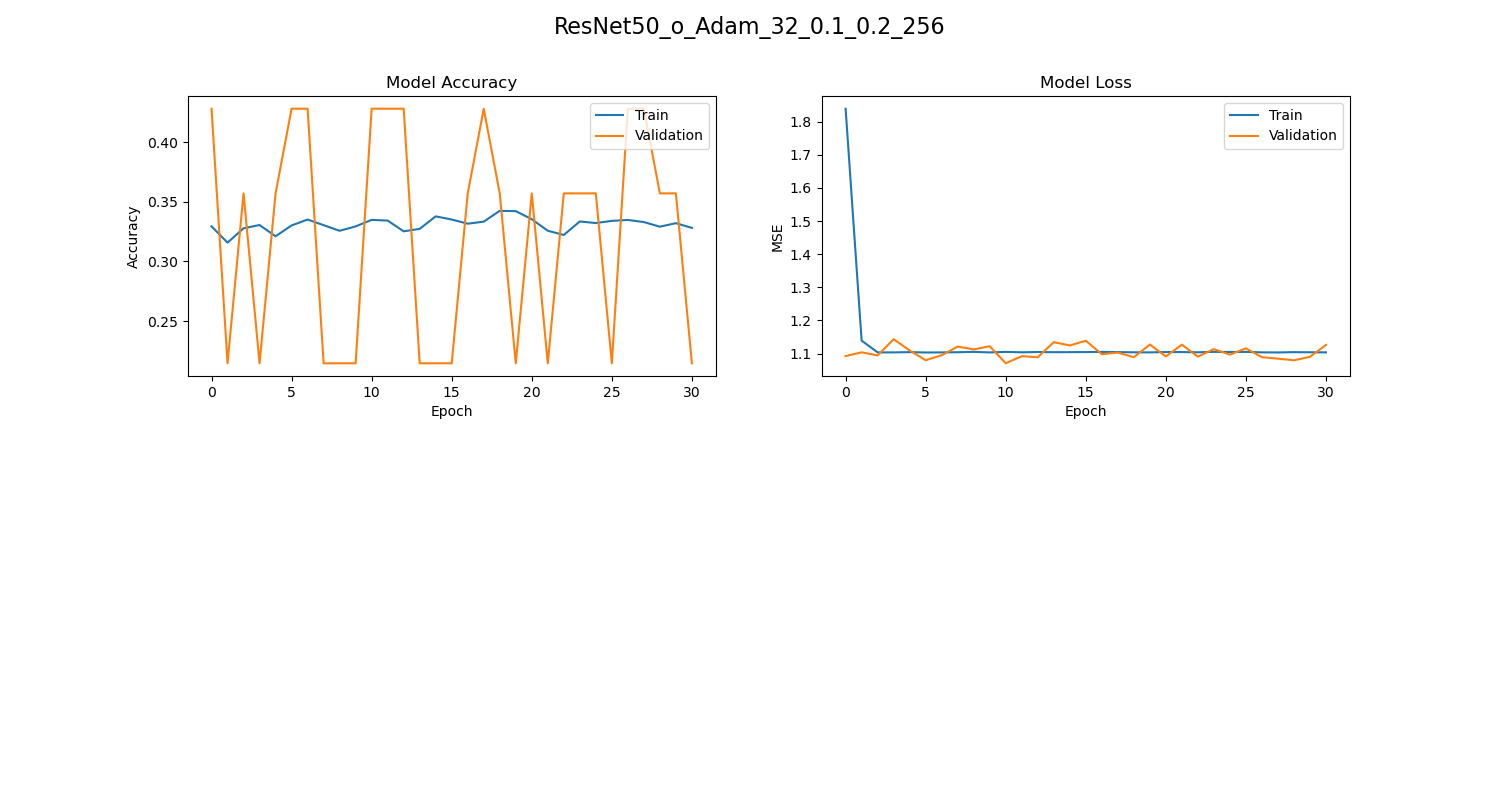 ResNet50_o_Adam_32_0.1_0.2_256
Model Accuracy
Train
Validation
0.40
0.35
0.30
0.25
Accuracy
0 5 10 15 20 25 30
Epoch
Model Loss
Train
Validation
1.8
1.7
1.6
1.5
1.4
1.3
1.2
1.1
MSE
0 5 10 15 20 25 30
Epoch